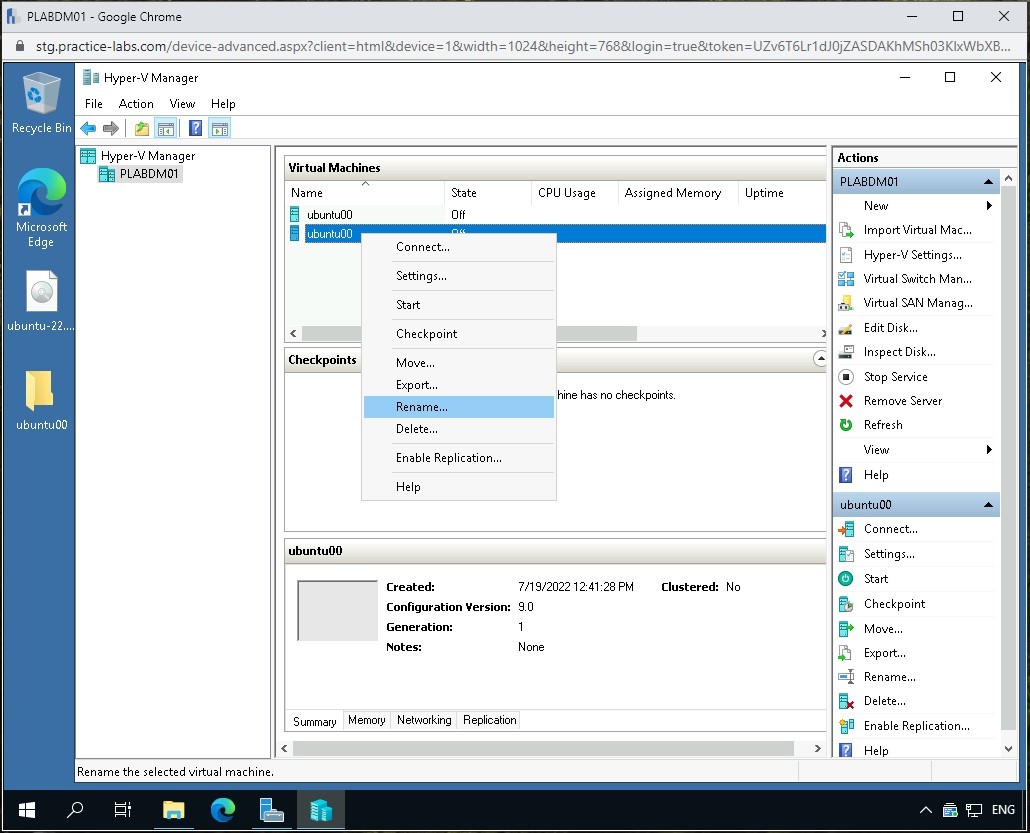 PLABDM01 - Google Chrome
stg.practice-labs.com/device-advanced.aspx?client=html&device=1&width=1024&height=768&login=true&token=UZv6T6Lr1dJ0jZASDAKhMSh03KlxWbXB...
Recycle Bin
Microsoft
Edge
ubuntu-22....
ubuntu00
Hyper-V Manager
File Action View Help
Hyper-V Manager
PLABDM01
Virtual Machines
Name State CPU Usage Assigned Memory Uptime
ubuntu00 Off
ubuntu00 Off
Connect...
Settings...
Start
Checkpoint
Move...
Export...
Rename...
Delete...
Enable Replication...
Help
Checkpoints
hine has no checkpoints.
ubuntu00
Created: 7/19/2022 12:41:28 PM Clustered: No
Configuration Version: 9.0
Generation: 1
Notes: None
Summary Memory Networking Replication
Actions
PLABDM01
New
Import Virtual Mac...
Hyper-V Settings...
Virtual Switch Man...
Virtual SAN Manag...
Edit Disk...
Inspect Disk...
Stop Service
Remove Server
Refresh
View
Help
ubuntu00
Connect...
Settings...
Start
Checkpoint
Move...
Export...
Rename...
Delete...
Enable Replication...
Help
Rename the selected virtual machine.
ENG